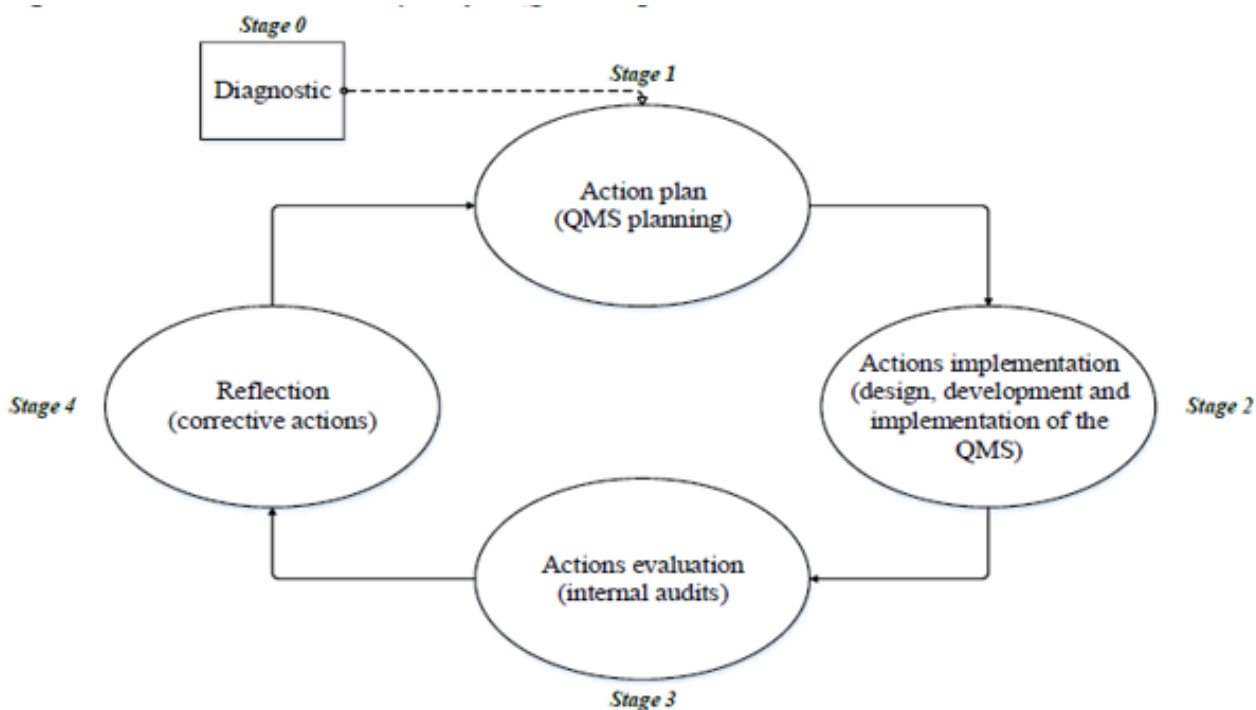 Stage 0
Diagnostic
Stage 1
Action plan
(QMS planning)
Actions implementation
(design, development and
implementation of the
QMS)
Stage 2
Reflection
(corrective actions)
Stage 4
Actions evaluation
(internal audits)
Stage 3